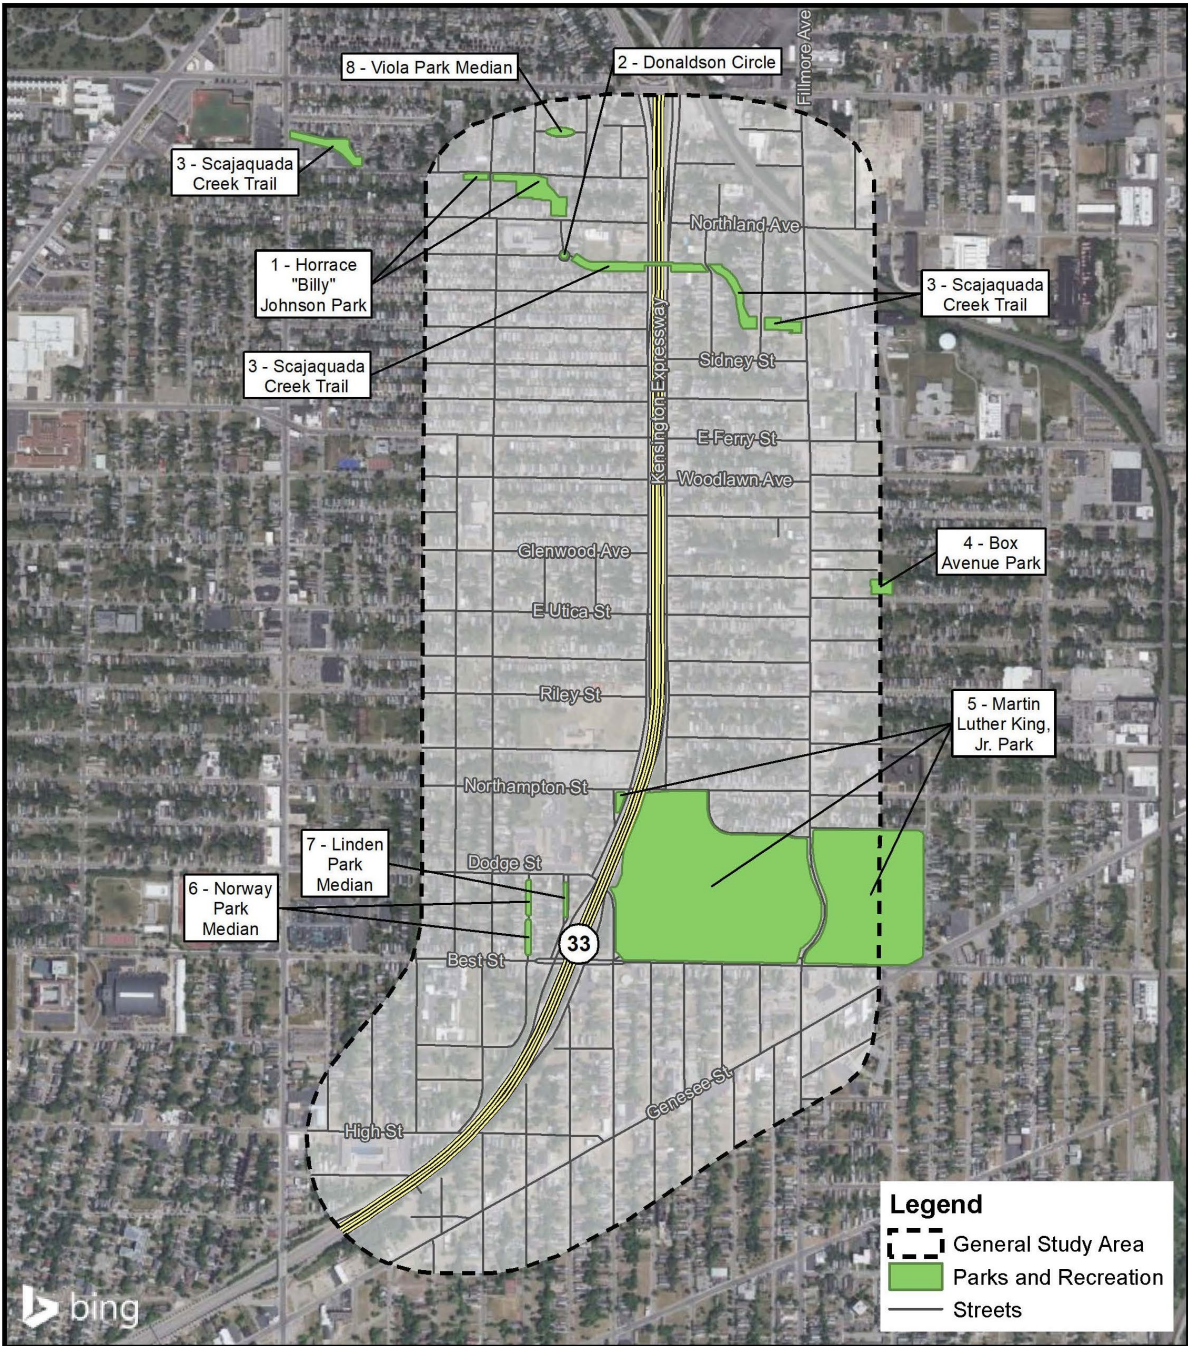 Fillmore Ave
8 - Viola Park Median
2 - Donaldson Circle
3 - Scajaquada
Creek Trail
Northland Ave
1 - Horrace
"Billy"
Johnson Park
3 - Scajaquada
Creek Trail
3 - Scajaquada
Creek Trail
Sidney St
Kensington Expressway
E Ferry St
Woodlawn Ave
Glenwood Ave
4 - Box
Avenue Park
E Utica St
Riley St
5 - Martin
Luther King,
Jr. Park
Northampton St
7 - Linden
Park
Median
Dodge St
6 - Norway
Park
Median
33
Best St
Genesee St
High St
Legend
General Study Area
Parks and Recreation
Streets
bing